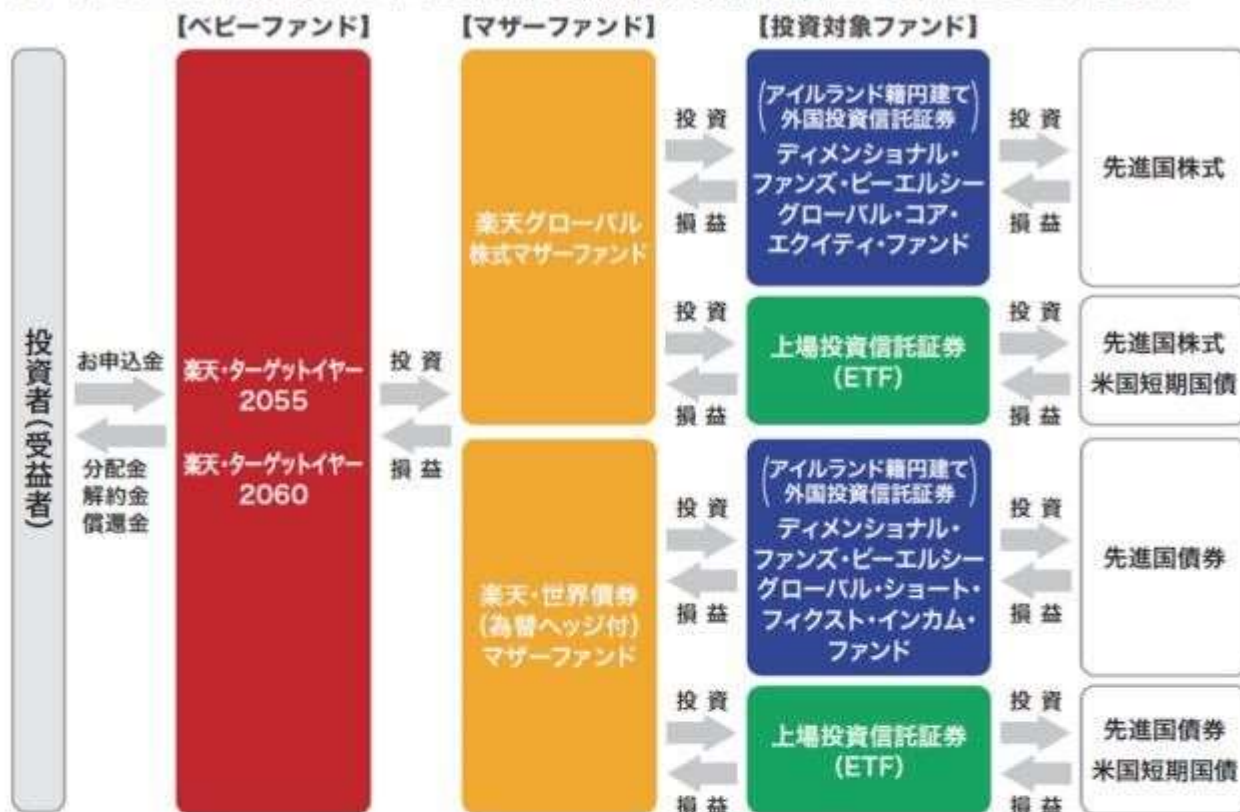 【ベビーファンド】
【マザーファンド】
【投資対象ファンド】
投資者(受益者)
お申込金
分配金
解約金
償還金
楽天・ターゲットイヤー
2055
楽天・ターゲットイヤー
2060
投資
損益
楽天グローバル
株式マザーファンド
投資
損益
(アイルランド籍円建て
外国投資信託証券)
ディメンショナル・
ファンズ・ピーエルシー
グローバル・コア・
エクイティ・ファンド
投資
損益
先進国株式
投資
損益
上場投資信託証券
(ETF)
投資
損益
先進国株式
米国短期国債
楽天・世界債券
(為替ヘッジ付)
マザーファンド
投資
損益
(アイルランド籍円建て
外国投資信託証券)
ディメンショナル・
ファンズ・ピーエルシー
グローバル・ショート・
フィクスト・インカム・
ファンド
投資
損益
先進国債券
投資
損益
上場投資信託証券
(ETF)
投資
損益
先進国債券
米国短期国債